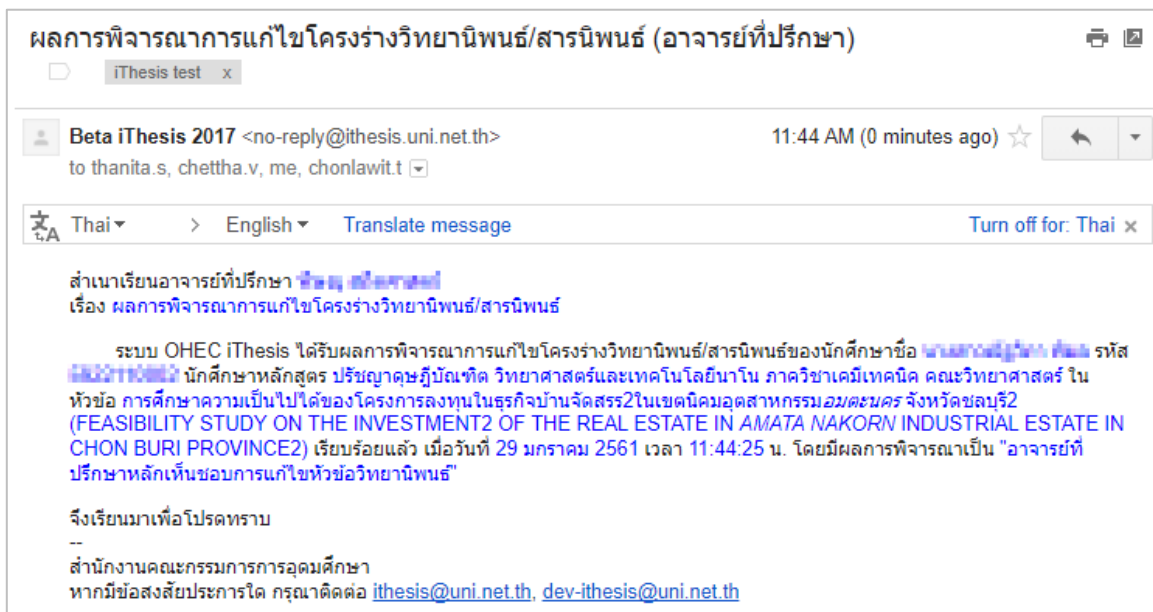 ผลการพิจารณาการแก้ไขโครงร่างวิทยานิพนธ์/สารนิพนธ์ (อาจารย์ที่ปรึกษา)
iThesis test x
Beta iThesis 2017 <no-reply@ithesis.uni.net.th> 11:44 AM (0 minutes ago)
to thanita.s, chettha.v, me, chonlawit.t
Thai > English Translate message Turn off for: Thai x
สำเนาเรียนอาจารย์ที่ปรึกษา
เรื่อง ผลการพิจารณาการแก้ไขโครงร่างวิทยานิพนธ์/สารนิพนธ์
ระบบ OHEC iThesis ได้รับผลการพิจารณาการแก้ไขโครงร่างวิทยานิพนธ์/สารนิพนธ์ของนักศึกษาชื่อ รหัส
นักศึกษาหลักสูตร ปรัชญาดุษฎีบัณฑิต วิทยาศาสตร์และเทคโนโลยีนาโน ภาควิชาเคมีเทคนิค คณะวิทยาศาสตร์ ใน
หัวข้อ การศึกษาความเป็นไปได้ของโครงการลงทุนในธุรกิจบ้านจัดสรร2ในเขตนิคมอุตสาหกรรมอมตะนคร จังหวัดชลบุรี2
(FEASIBILITY STUDY ON THE INVESTMENT2 OF THE REAL ESTATE IN AMATA NAKORN INDUSTRIAL ESTATE IN
CHON BURI PROVINCE2) เรียบร้อยแล้ว เมื่อวันที่ 29 มกราคม 2561 เวลา 11:44:25 น. โดยมีผลการพิจารณาเป็น "อาจารย์ที่
ปรึกษาหลักเห็นชอบการแก้ไขหัวข้อวิทยานิพนธ์"
จึงเรียนมาเพื่อโปรดทราบ
--
สำนักงานคณะกรรมการการอุดมศึกษา
หากมีข้อสงสัยประการใด กรุณาติดต่อ ithesis@uni.net.th, dev-ithesis@uni.net.th